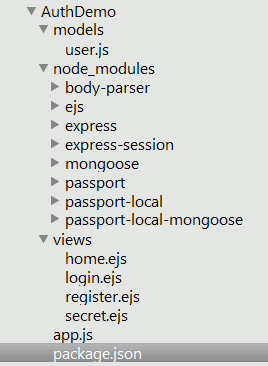 AuthDemo
models
user.js
node_modules
body-parser
ejs
express
express-session
mongoose
passport
passport-local
passport-local-mongoose
views
home.ejs
login.ejs
register.ejs
secret.ejs
app.js
package.json